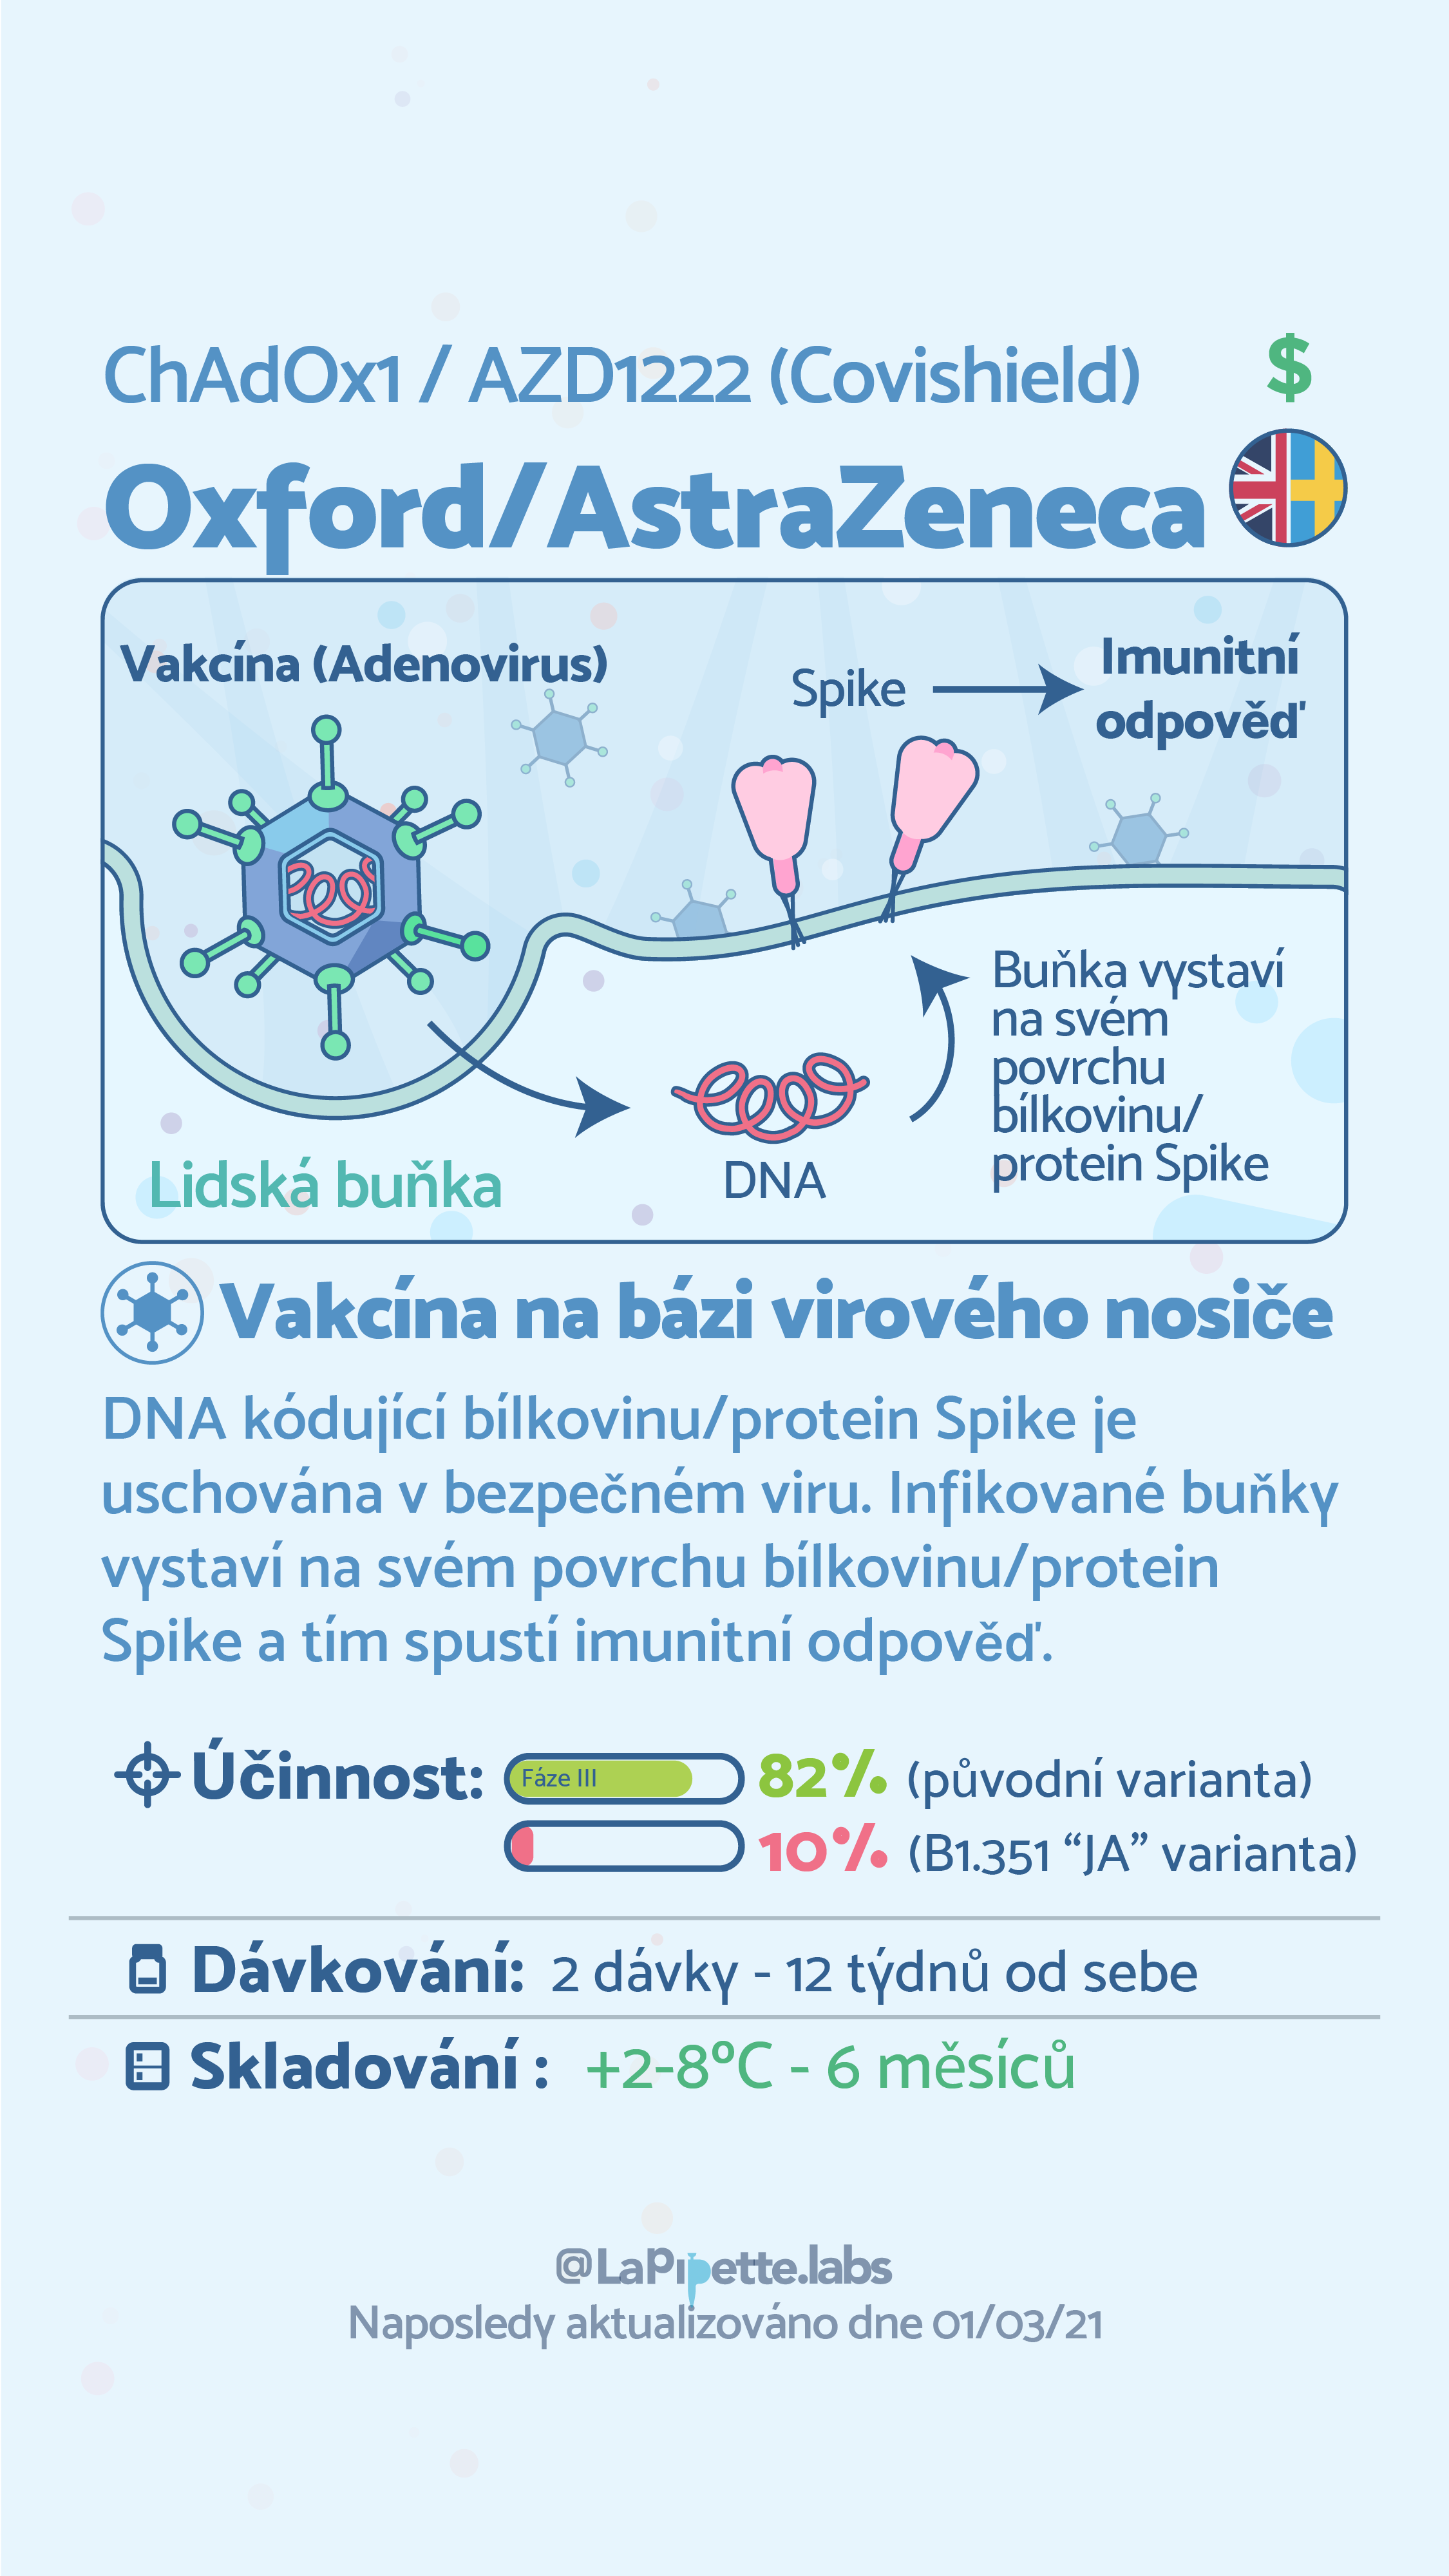 ChAdOx1 / AZD1222 (Covishield)
$
Oxford/AstraZeneca
Vakcína (Adenovirus)
Spike
Imunitní
odpověď
Buňka vystaví
na svém
povrchu
bílkovinu/
protein Spike
Lidská buňka
DNA
Vakcína na bázi virového nosiče
DNA kódující bílkovinu/protein Spike je
uschována v bezpečném viru. Infikované buňky
vystaví na svém povrchu bílkovinu/protein
Spike a tím spustí imunitní odpověď.
Účinnost: Fáze III 82% (původní varianta)
10% (B1.351 “JA” varianta)
Dávkování: 2 dávky - 12 týdnů od sebe
Skladování : +2-8°C - 6 měsíců
@LaPipette.labs
Naposledy aktualizováno dne 01/03/21